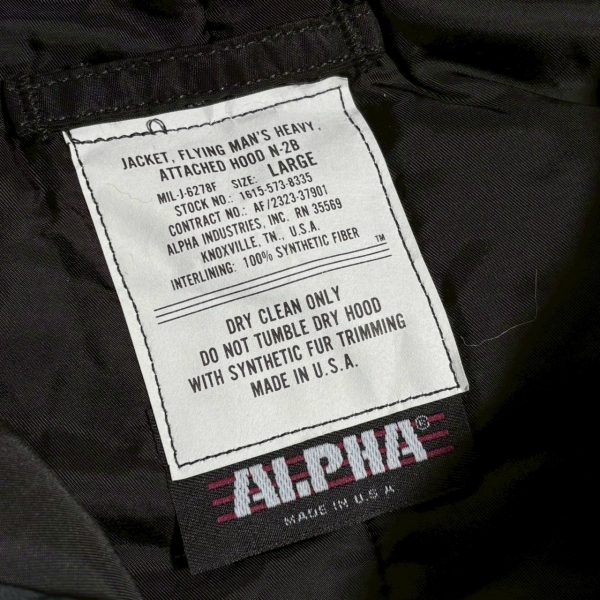 JACKET, FLYING MAN'S HEAVY,
ATTACHED HOOD N-2B
MIL-J-6278F SIZE: LARGE
STOCK NO.: 1615-573-8335
CONTRACT NO.: AF/2323-37901
ALPHA INDUSTRIES, INC. RN 35569
KNOXVILLE, TN., U.S.A.
INTERLINING: 100% SYNTHETIC FIBER ™
DRY CLEAN ONLY
DO NOT TUMBLE DRY HOOD
WITH SYNTHETIC FUR TRIMMING
MADE IN U.S.A.
ALPHA®
MADE IN U.S.A